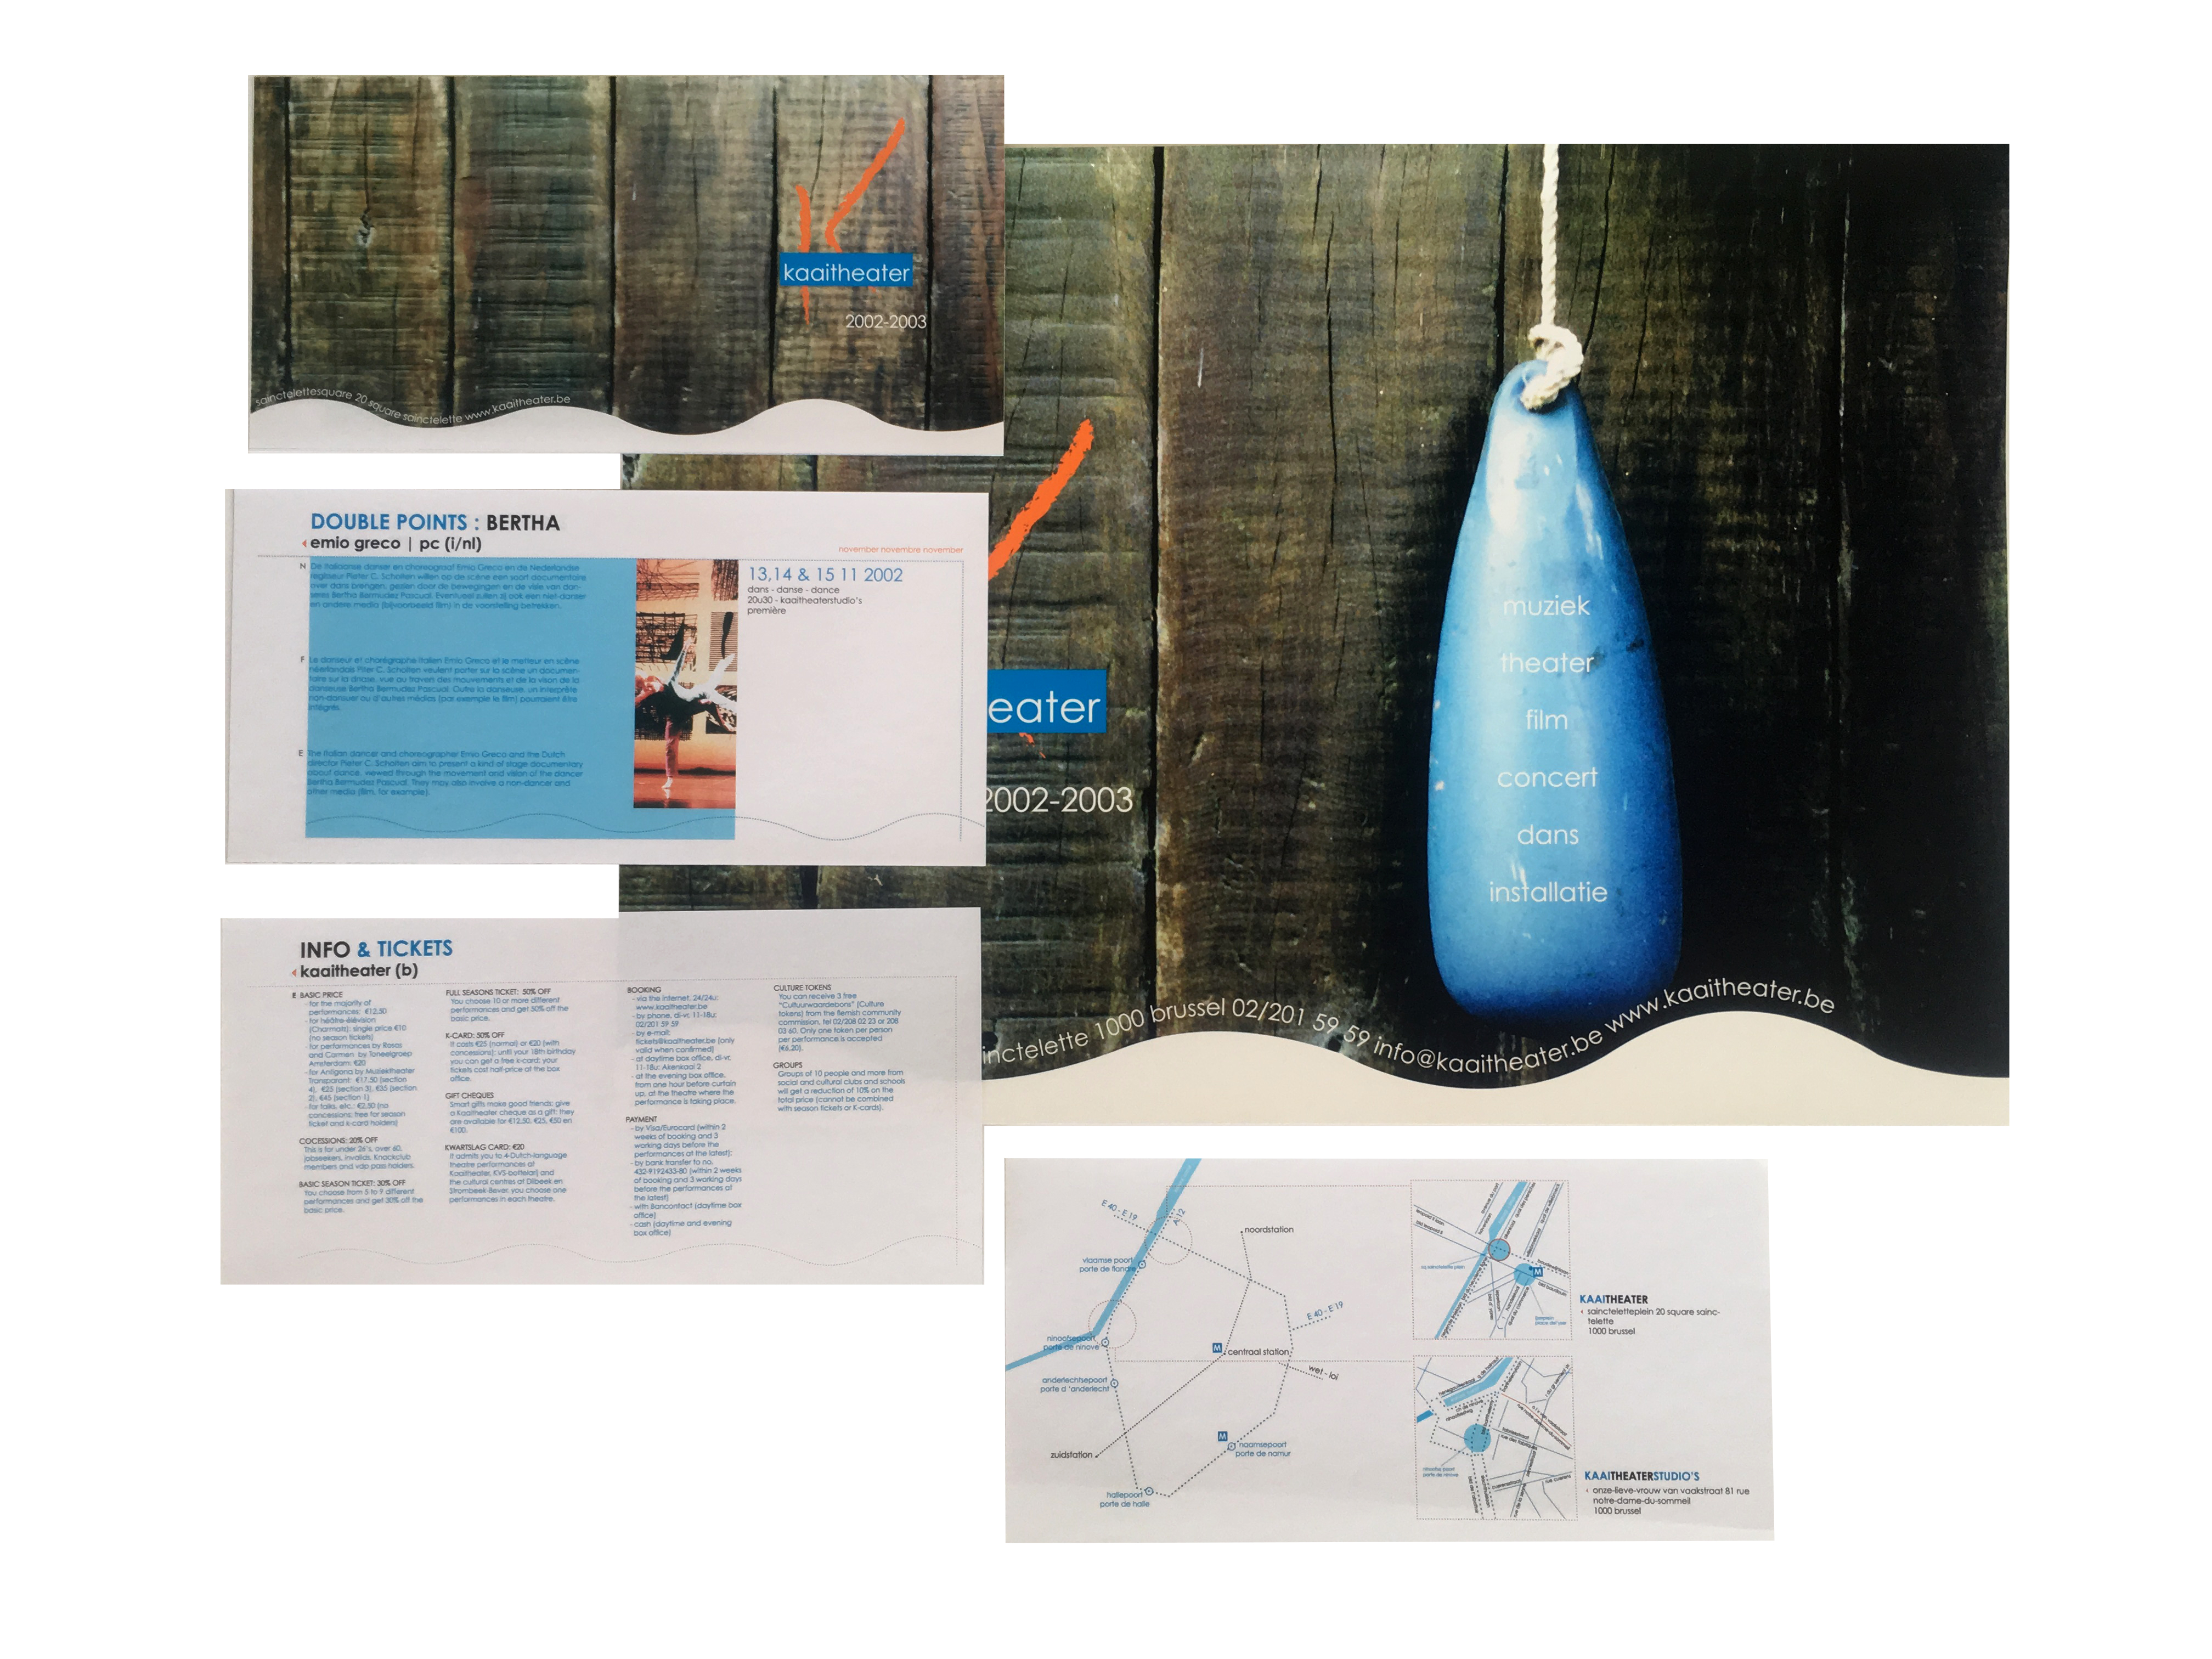 kaaitheater
2002-2003
sainctelettesquare 20 square sainctelette www.kaaitheater.be
eater
2002-2003
muziek
theater
film
concert
dans
installatie
inctelette 1000 brussel 02/201 59 59 info@kaaitheater.be www.kaaitheater.be
DOUBLE POINTS : BERTHA
emio greco | pc (i/nl)
november novembre november
N De Italiaanse danser en choreograaf Emio Greco en de Nederlandse
regisseur Pieter C. Scholten willen op de scène een soort documentaire
over dans brengen, gezien door de bewegingen en de visie van dan-
seres Bertha Bermudez Pascual. Eventueel zullen zij ook een niet-danser
en andere media (bijvoorbeeld film) in de voorstelling betrekken.
F Le danseur et chorégraphe italien Emio Greco et le metteur en scène
néerlandais Piter C. Scholten veulent porter sur la scène un documen-
taire sur la danse, vue au travers des mouvements et de la vison de la
danseuse Bertha Bermudez Pascual. Outre la danseuse, un interprète
non-danseur ou d'autres médias (par exemple le film) pourraient être
intégrés.
E The Italian dancer and choreographer Emio Greco and the Dutch
director Pieter C. Scholten aim to present a kind of stage documentary
about dance, viewed through the movement and vision of the dancer
Bertha Bermudez Pascual. They may also involve a non-dancer and
other media (film, for example).
13,14 & 15 11 2002
dans - danse - dance
20u30 - kaaitheaterstudio's
première
INFO & TICKETS
kaaitheater (b)
E BASIC PRICE
- for the majority of
performances: €12,50
- for héâtre-élévision
(Charmatz): single price €10
(no season tickets)
- for performances by Rosas
and Carmen by Toneelgroep
Amsterdam: €20
- for Antigona by Muziektheater
Transparant: €17,50 (section
4), €25 (section 3), €35 (section
2), €45 (section 1)
- for talks, etc.: €2,50 (no
concessions; free for season
ticket and k-card holders)
COCESSIONS: 20% OFF
This is for under 26's, over 60,
jobseekers, invalids, Knackclub
members and vdp pass holders.
BASIC SEASON TICKET: 30% OFF
You choose from 5 to 9 different
performances and get 30% off the
basic price.
FULL SEASONS TICKET: 50% OFF
You choose 10 or more different
performances and get 50% off the
basic price.
K-CARD: 50% OFF
It costs €25 (normal) or €20 (with
concessions); until your 18th birthday
you can get a free k-card; your
tickets cost half-price at the box
office.
GIFT CHEQUES
Smart gifts make good friends: give
a Kaaitheater cheque as a gift; they
are available for €12,50, €25, €50 en
€100.
KWARTSLAG CARD: €20
It admits you to 4-Dutch-language
theatre performances at
Kaaitheater, KVS-bottelarij and
the cultural centres at Dilbeek en
Strombeek-Bever; you choose one
performances in each theatre.
BOOKING
- via the internet, 24/24u:
www.kaaitheater.be
- by phone, di-vr, 11-18u:
02/201 59 59
- by e-mail:
tickets@kaaitheater.be (only
valid when confirmed)
- at daytime box office, di-vr,
11-18u: Akenkaai 2
- at the evening box office,
from one hour before curtain
up, at the theatre where the
performance is taking place.
PAYMENT
- by Visa/Eurocard (within 2
weeks of booking and 3
working days before the
performances at the latest);
- by bank transfer to no.
432-9192433-80 (within 2 weeks
of booking and 3 working days
before the performances at
the latest)
- with Bancontact (daytime box
office)
- cash (daytime and evening
box office)
CULTURE TOKENS
You can receive 3 free
"Cultuurwaardebons" (Culture
tokens) from the flemish community
commission, tel 02/208 02 23 or 208
03 60. Only one token per person
per performance is accepted
(€6,20).
GROUPS
Groups of 10 people and more from
social and cultural clubs and schools
will get a reduction of 10% on the
total price (cannot be combined
with season tickets or K-cards).
E 40 - E 19
A 12
noordstation
vlaamse poort
porte de flandre
E 40 - E 19
ninoofsepoort
porte de ninove
M
centraal station
wet - loi
anderlechtsepoort
porte d 'anderlecht
zuidstation
M
naamsepoort
porte de namur
hallepoort
porte de halle
M
KAAITHEATER
sainctelettеplein 20 square sainc-
telette
1000 brussel
ninoofse poort
porte de ninove
KAAITHEATERSTUDIO'S
onze-lieve-vrouw van vaakstraat 81 rue
notre-dame-du-sommeil
1000 brussel